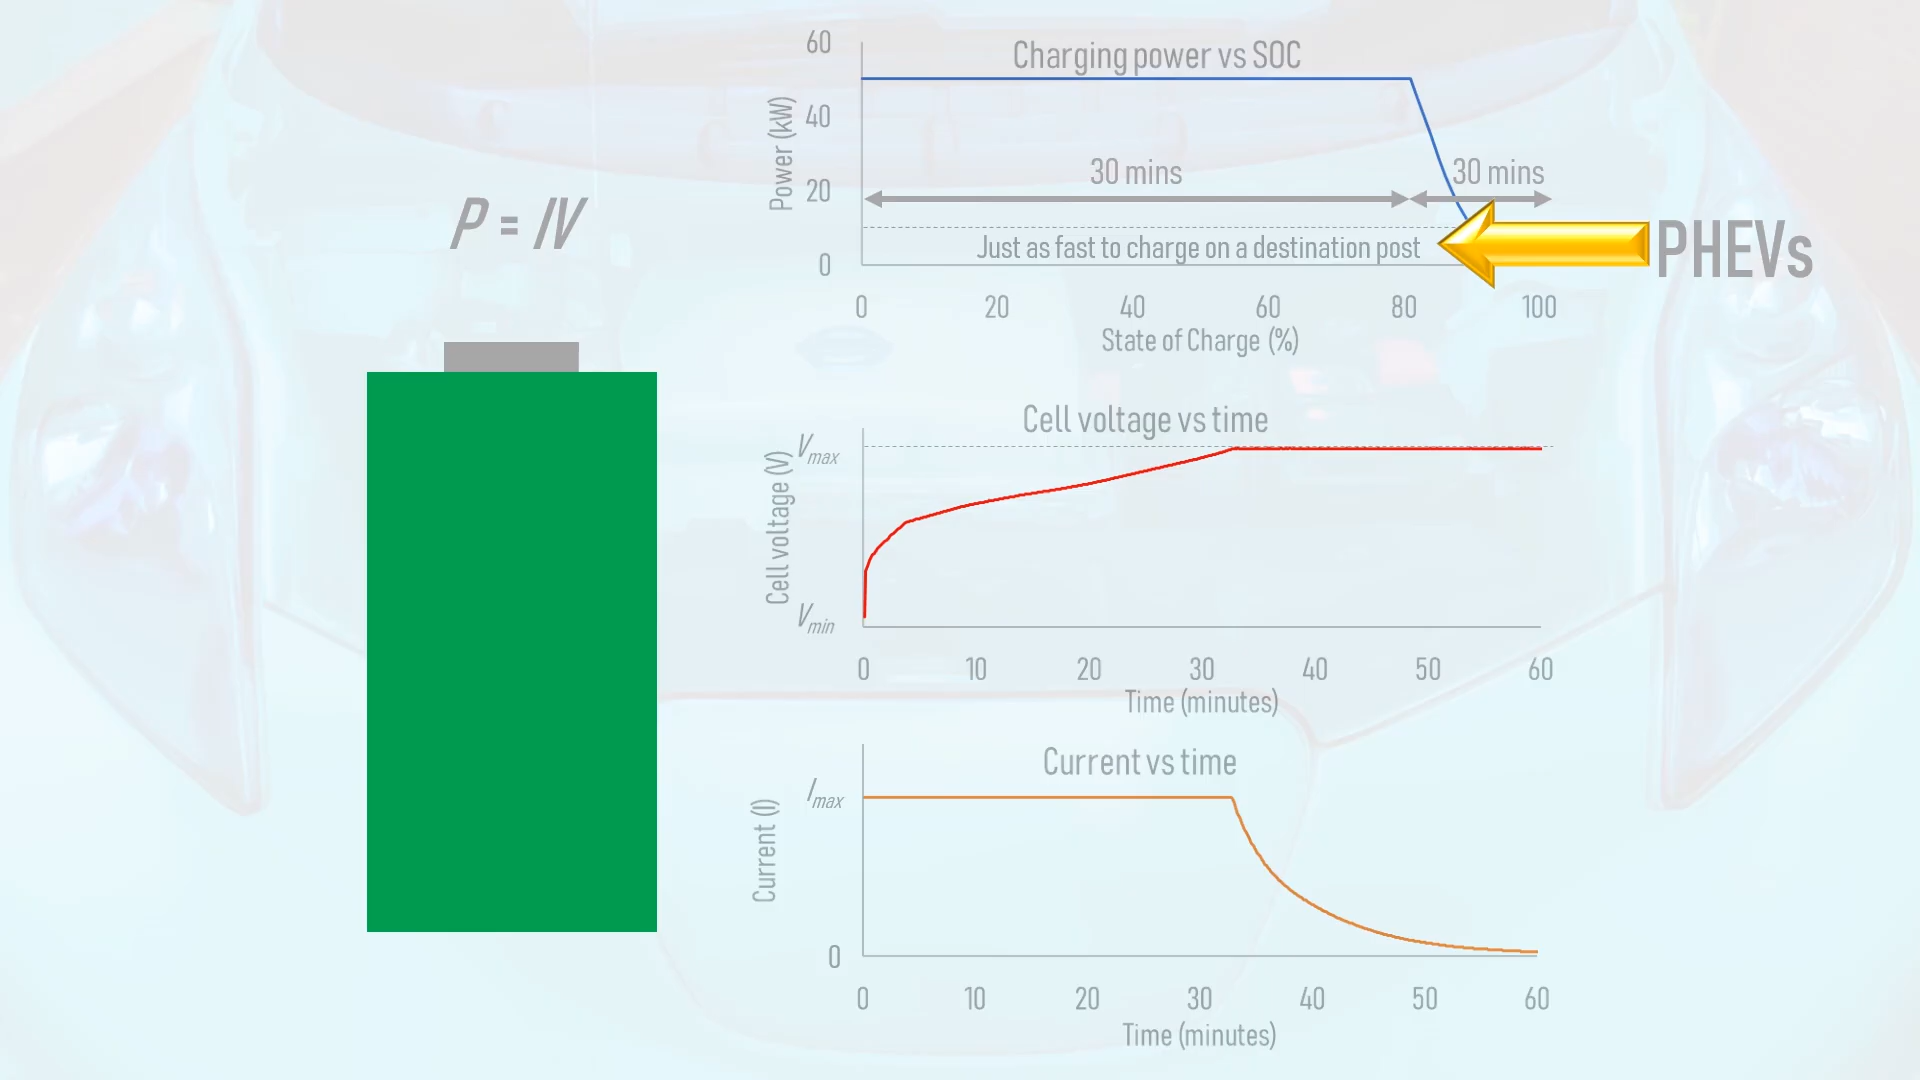 P = IV
Charging power vs SOC
Power (kW)
60
40
20
0
30 mins
30 mins
Just as fast to charge on a destination post
PHEVs
0 20 40 60 80 100
State of Charge (%)
Cell voltage vs time
Cell voltage (V)
Vmax
Vmin
0 10 20 30 40 50 60
Time (minutes)
Current vs time
Current (I)
Imax
0
0 10 20 30 40 50 60
Time (minutes)